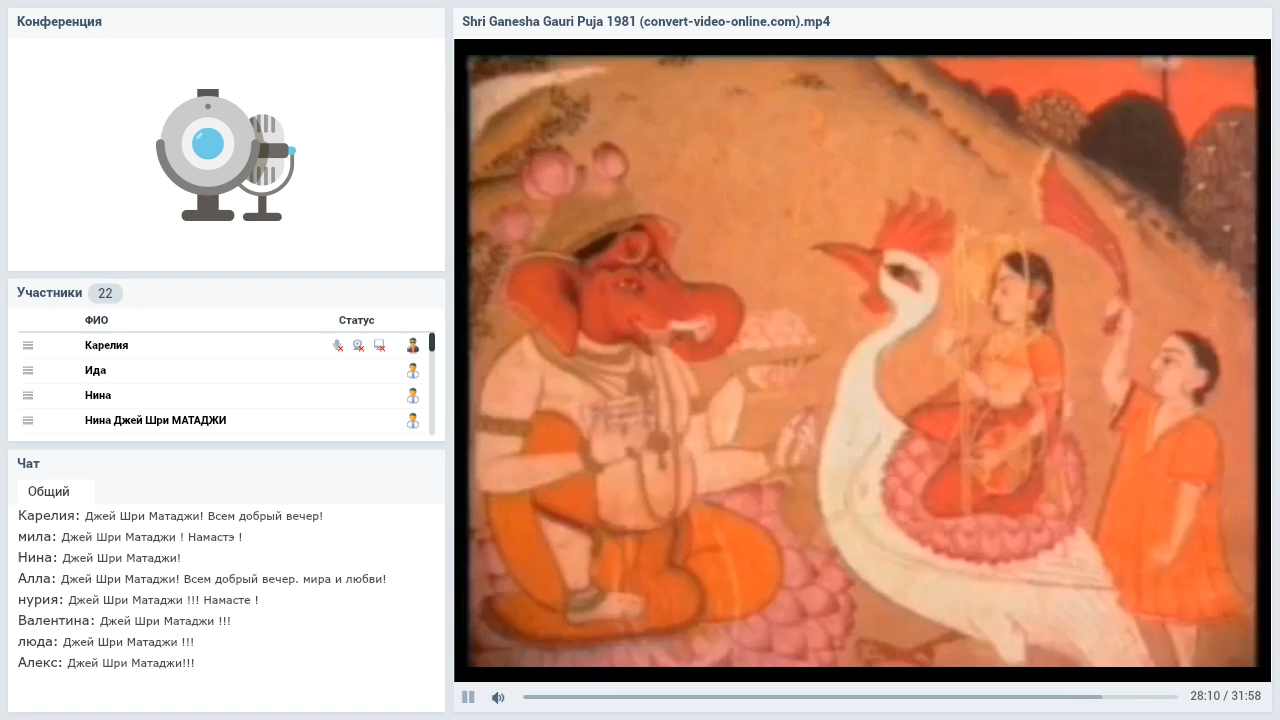 Конференция
Участники 22
ФИО Статус
Карелия
Ида
Нина
Нина Джей Шри МАТАДЖИ
Чат
Общий
Карелия: Джей Шри Матаджи! Всем добрый вечер!
мила: Джей Шри Матаджи ! Намастэ !
Нина: Джей Шри Матаджи!
Алла: Джей Шри Матаджи! Всем добрый вечер. мира и любви!
нурия: Джей Шри Матаджи !!! Намасте !
Валентина: Джей Шри Матаджи !!!
люда: Джей Шри Матаджи !!!
Алекс: Джей Шри Матаджи!!!
Shri Ganesha Gauri Puja 1981 (convert-video-online.com).mp4
28:10 / 31:58